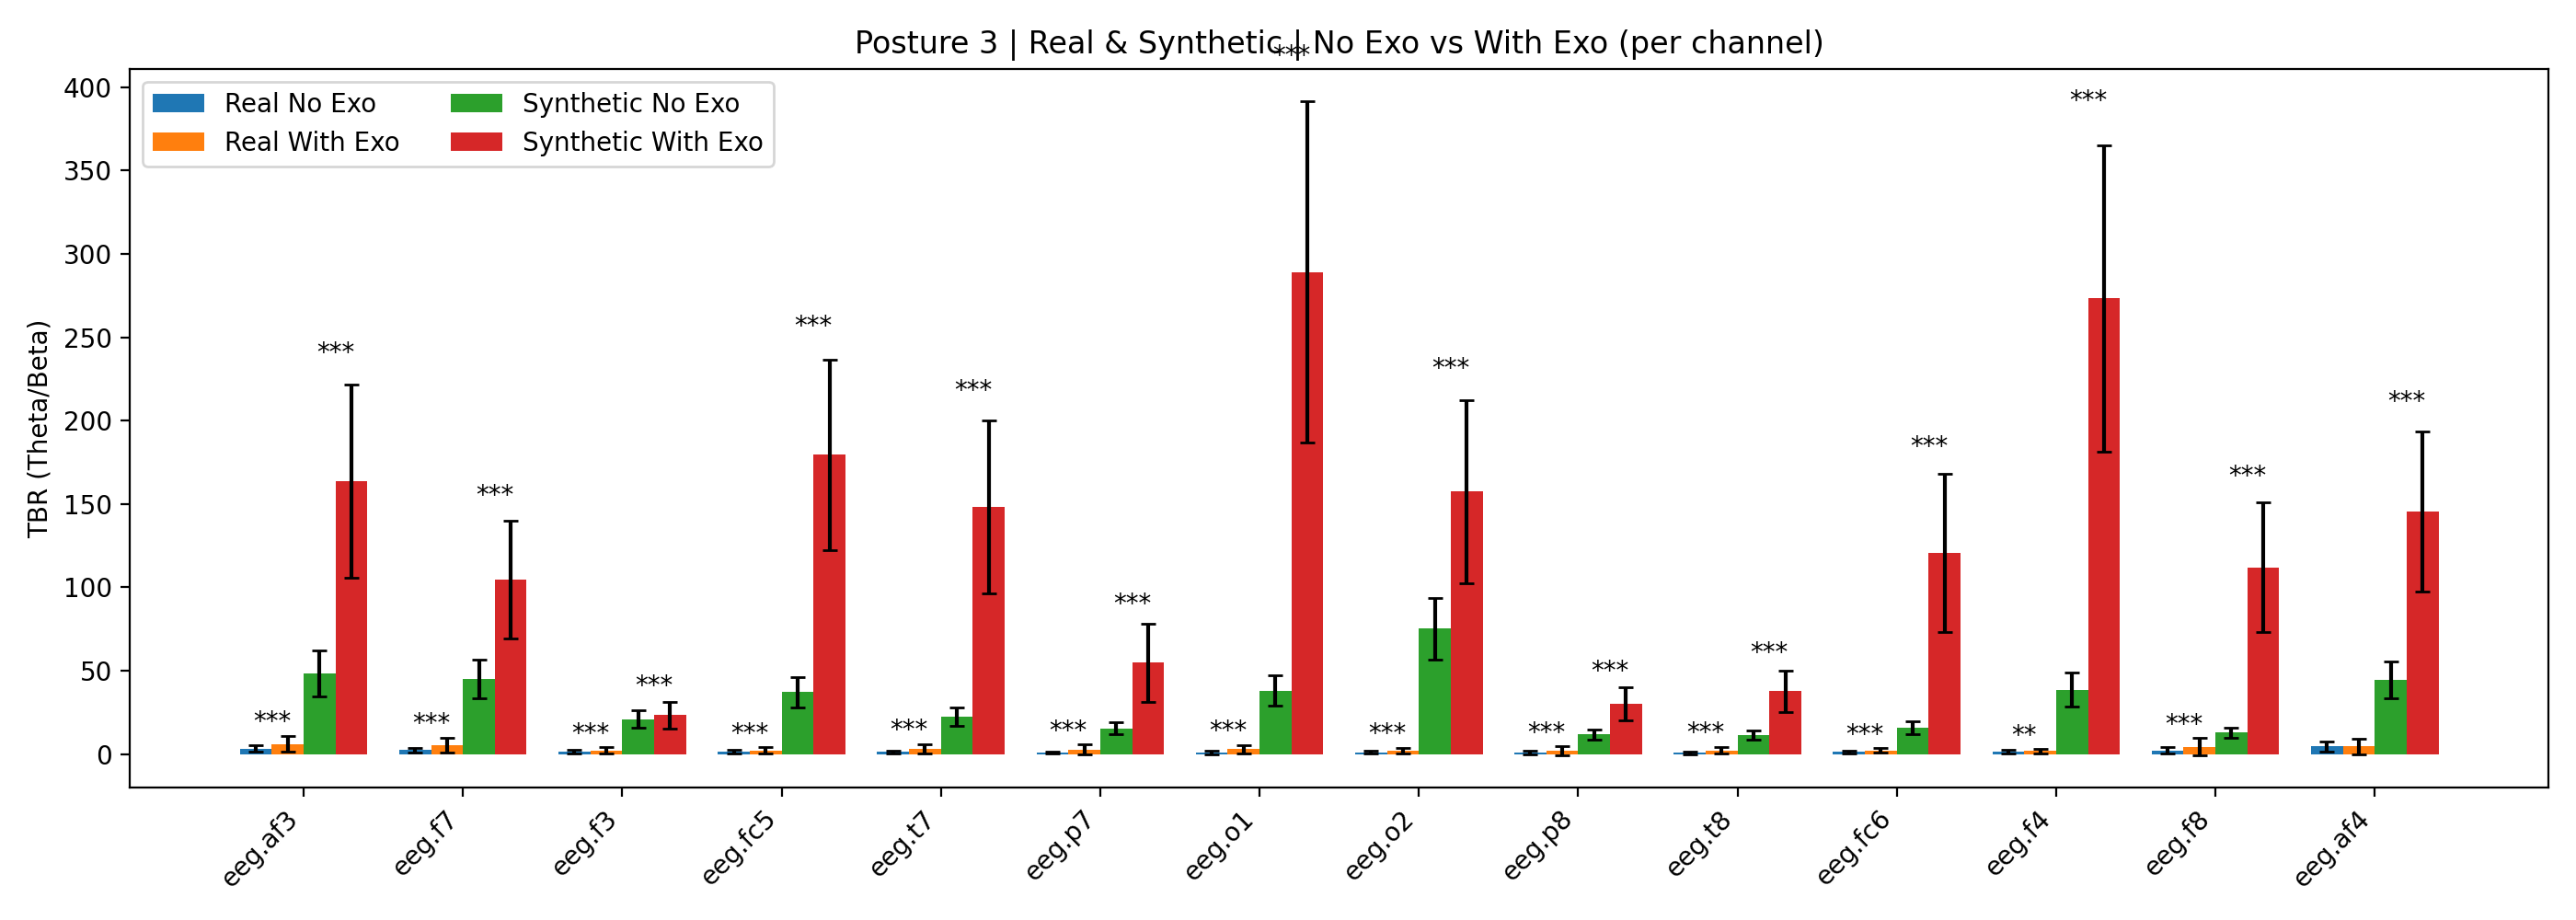 Posture 3 | Real & Synthetic | No Exo vs With Exo (per channel)
***
400
350
300
250
200
150
100
50
0
TBR (Theta/Beta)
Real No Exo
Real With Exo
Synthetic No Exo
Synthetic With Exo
*** ***
*** ***
*** ***
*** ***
*** ***
*** ***
***
*** ***
*** ***
*** ***
*** ***
** ***
*** ***
***
eeg.af3
eeg.f7
eeg.f3
eeg.fc5
eeg.t7
eeg.p7
eeg.o1
eeg.o2
eeg.p8
eeg.t8
eeg.fc6
eeg.f4
eeg.f8
eeg.af4